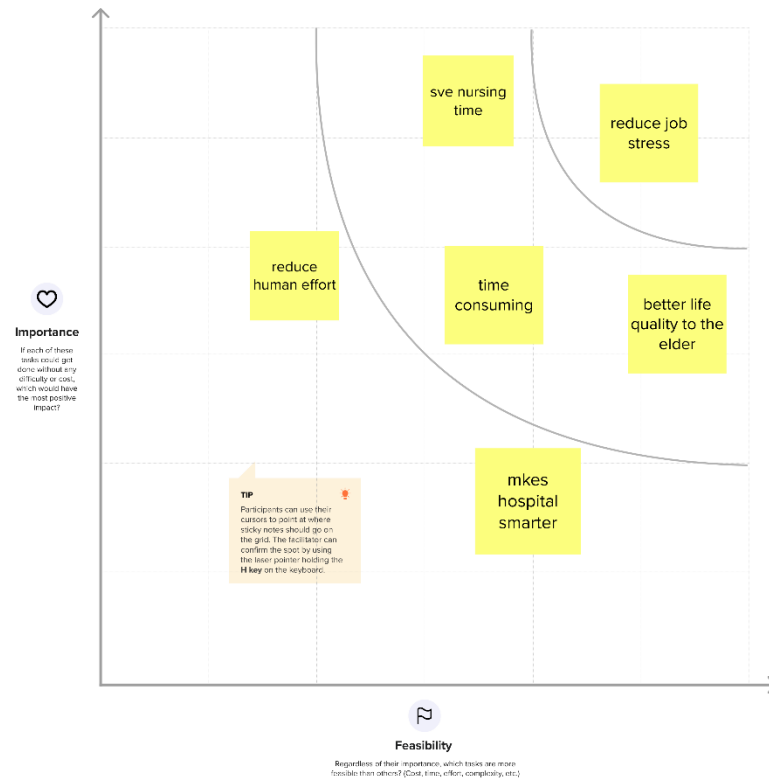 sve nursing
time
reduce job
stress
reduce
human effort
time
consuming
better life
quality to the
elder
Importance
If each of these
tasks could get
done without any
difficulty or cost,
which would have
the most positive
impact?
mkes
hospital
smarter
TIP
Participants can use their
cursors to point at where
sticky notes should go on
the grid. The facilitator can
confirm the spot by using
the laser pointer holding the
H key on the keyboard.
Feasibility
Regardless of their importance, which tasks are more
feasible than others? (Cost, time, effort, complexity, etc.)